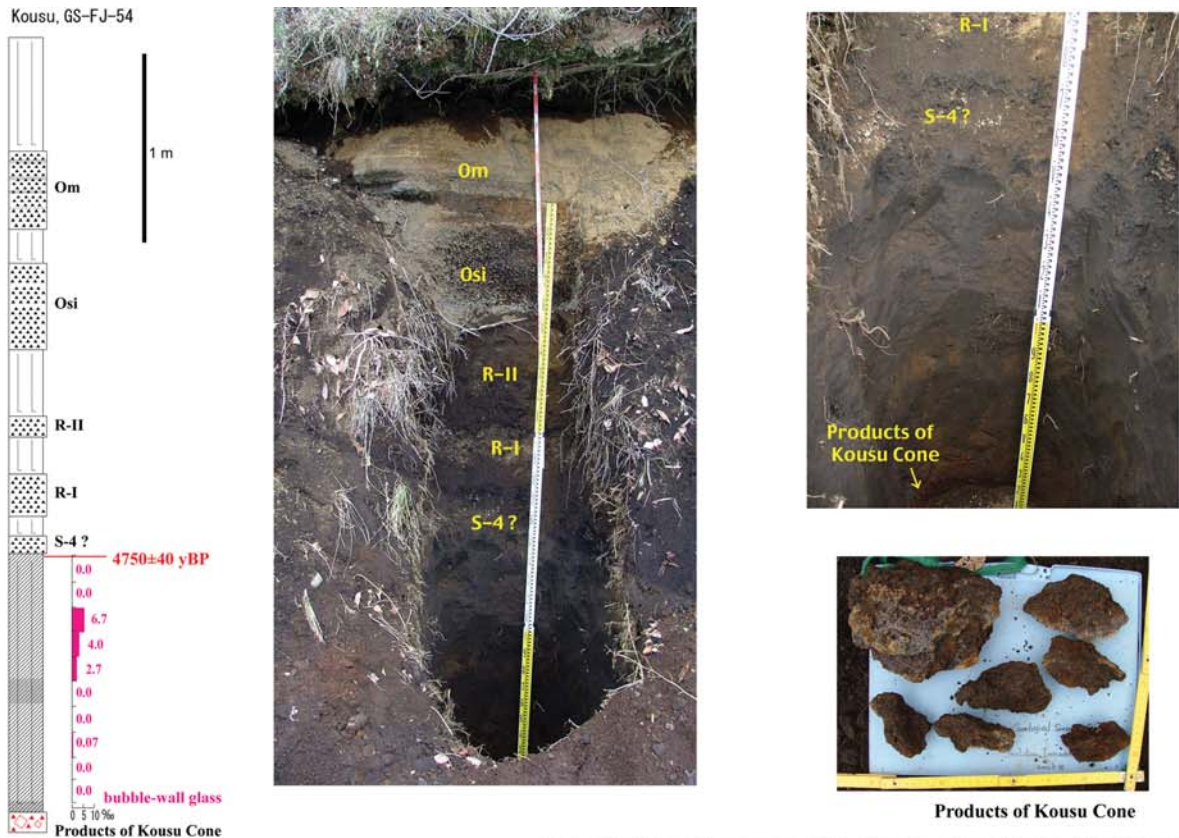 Kousu, GS-FJ-54
1 m
Om
Osi
R-II
R-I
S-4 ?
4750±40 yBP
0.0
0.0
6.7
4.0
2.7
0.0
0.0
0.07
0.0
0.0
bubble-wall glass
0 5 10 ‰
Products of Kousu Cone
Om
Osi
R-II
R-I
S-4 ?
R-I
S-4 ?
Products of
Kousu Cone
Products of Kousu Cone